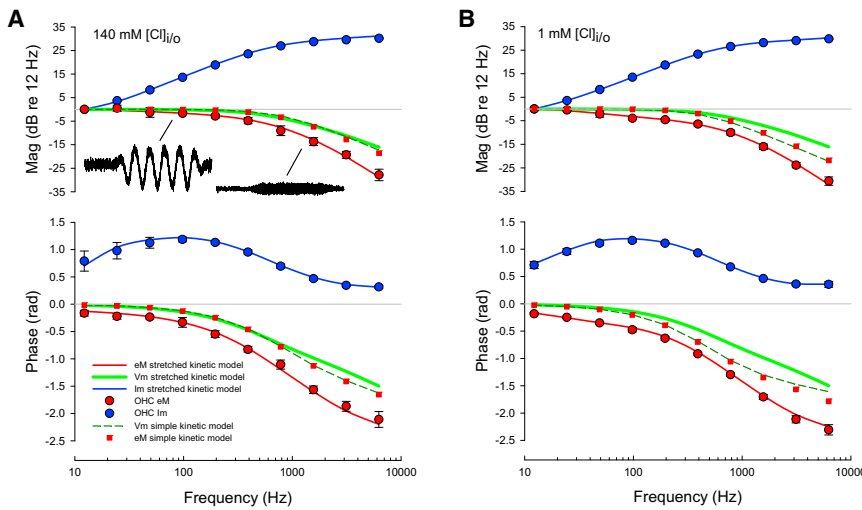 A
140 mM [Cl]i/o
Mag (dB re 12 Hz)
35
25
15
5
-5
-15
-25
-35
Phase (rad)
1.5
1.0
0.5
0.0
-0.5
-1.0
-1.5
-2.0
-2.5
eM stretched kinetic model
Vm stretched kinetic model
Im stretched kinetic model
OHC eM
OHC Im
Vm simple kinetic model
eM simple kinetic model
10
100
1000
10000
Frequency (Hz)
B
1 mM [Cl]i/o
Mag (dB re 12 Hz)
35
25
15
5
-5
-15
-25
-35
Phase (rad)
1.5
1.0
0.5
0.0
-0.5
-1.0
-1.5
-2.0
-2.5
10
100
1000
10000
Frequency (Hz)